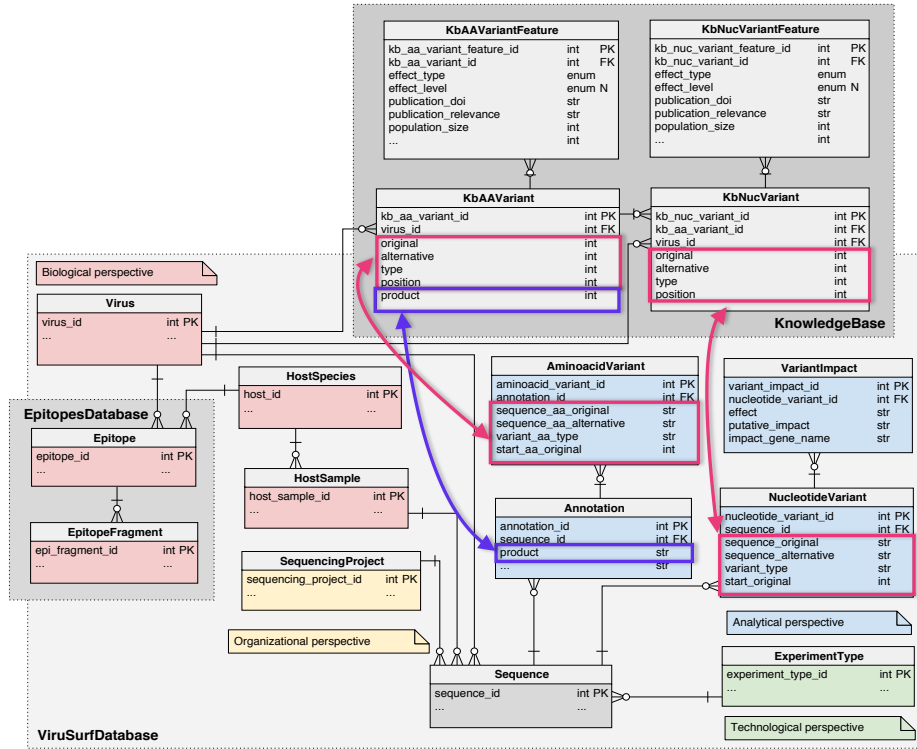 KbAAVariantFeature
kb_aa_variant_feature_id int PK
kb_aa_variant_id int FK
effect_type enum
effect_level enum N
publication_doi str
publication_relevance str
population_size int
... int
KbNucVariantFeature
kb_nuc_variant_feature_id int PK
kb_nuc_variant_id int FK
effect_type enum
effect_level enum N
publication_doi str
publication_relevance str
population_size int
... int
KbAAVariant
kb_aa_variant_id int PK
virus_id int FK
original int
alternative int
type int
position int
product int
KbNucVariant
kb_nuc_variant_id int PK
kb_aa_variant_id int FK
virus_id int FK
original int
alternative int
type int
position int
KnowledgeBase
Biological perspective
Virus
virus_id int PK
... ...
HostSpecies
host_id int PK
... ...
AminoacidVariant
aminoacid_variant_id int PK
annotation_id int FK
sequence_aa_original str
sequence_aa_alternative str
variant_aa_type str
start_aa_original int
VariantImpact
variant_impact_id int PK
nucleotide_variant_id int FK
effect str
putative_impact str
impact_gene_name str
EpitopesDatabase
Epitope
epitope_id int PK
... ...
HostSample
host_sample_id int PK
... ...
EpitopeFragment
epi_fragment_id int PK
... ...
Annotation
annotation_id int PK
sequence_id int FK
product str
... str
NucleotideVariant
nucleotide_variant_id int PK
sequence_id int FK
sequence_original str
sequence_alternative str
variant_type str
start_original int
SequencingProject
sequencing_project_id int PK
... ...
Organizational perspective
Analytical perspective
Sequence
sequence_id int PK
... ...
ExperimentType
experiment_type_id int PK
... ...
Technological perspective
ViruSurfDatabase